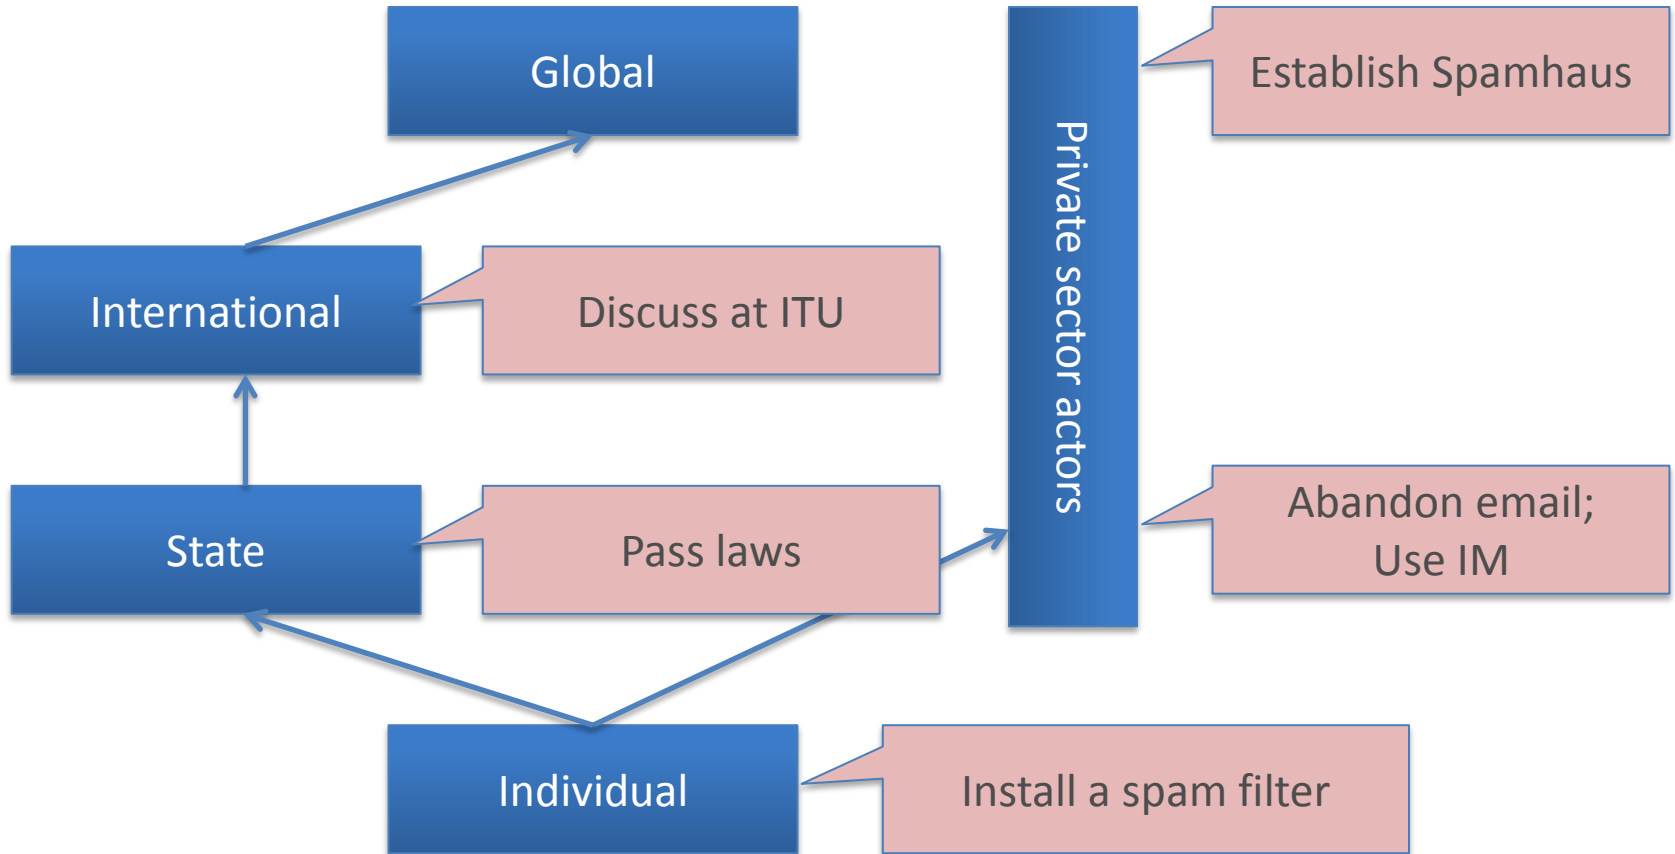 Global
Establish Spamhaus
Private sector actors
International
Discuss at ITU
State
Pass laws
Abandon email;
Use IM
Individual
Install a spam filter